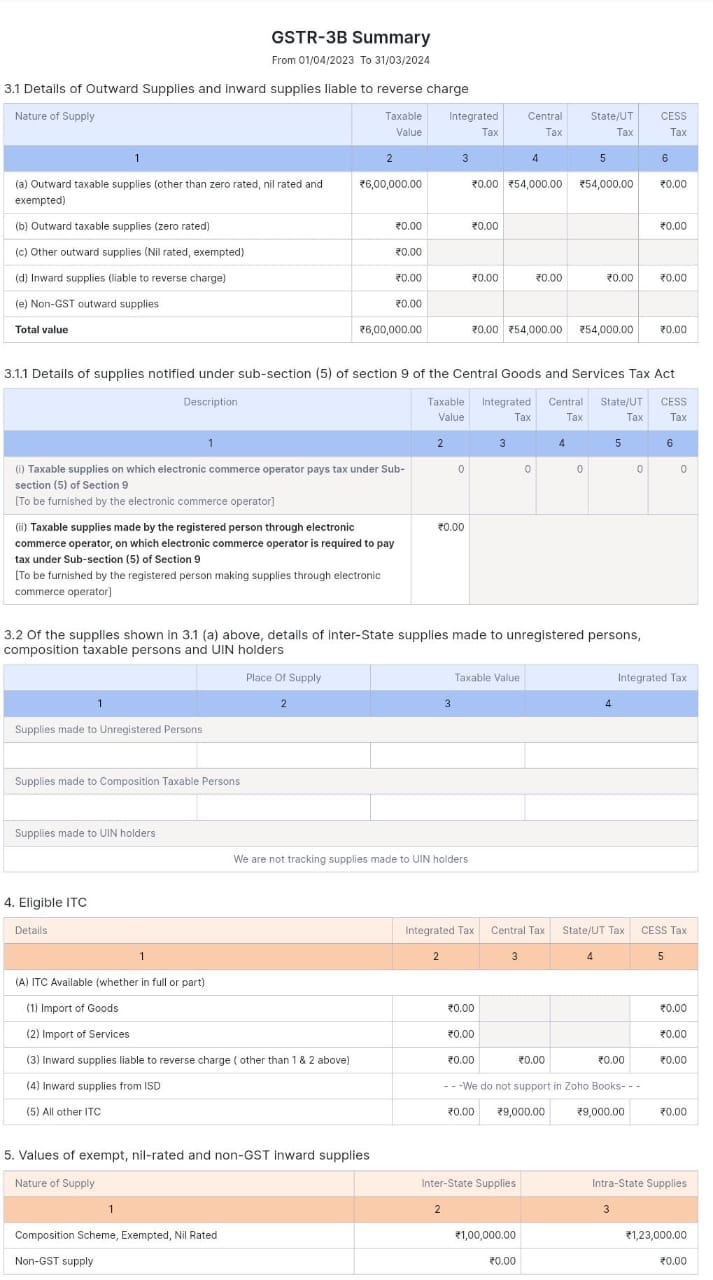 GSTR-3B Summary
From 01/04/2023 To 31/03/2024
3.1 Details of Outward Supplies and inward supplies liable to reverse charge
Nature of Supply Taxable Value Integrated Tax Central Tax State/UT Tax CESS Tax
1 2 3 4 5 6
(a) Outward taxable supplies (other than zero rated, nil rated and exempted) ₹6,00,000.00 ₹0.00 ₹54,000.00 ₹54,000.00 ₹0.00
(b) Outward taxable supplies (zero rated) ₹0.00 ₹0.00 ₹0.00
(c) Other outward supplies (Nil rated, exempted) ₹0.00
(d) Inward supplies (liable to reverse charge) ₹0.00 ₹0.00 ₹0.00 ₹0.00 ₹0.00
(e) Non-GST outward supplies ₹0.00
Total value ₹6,00,000.00 ₹0.00 ₹54,000.00 ₹54,000.00 ₹0.00
3.1.1 Details of supplies notified under sub-section (5) of section 9 of the Central Goods and Services Tax Act
Description Taxable Value Integrated Tax Central Tax State/UT Tax CESS Tax
1 2 3 4 5 6
(i) Taxable supplies on which electronic commerce operator pays tax under Sub-
section (5) of Section 9
[To be furnished by the electronic commerce operator] 0 0 0 0 0
(ii) Taxable supplies made by the registered person through electronic
commerce operator, on which electronic commerce operator is required to pay
tax under Sub-section (5) of Section 9
[To be furnished by the registered person making supplies through electronic
commerce operator] ₹0.00
3.2 Of the supplies shown in 3.1 (a) above, details of inter-State supplies made to unregistered persons,
composition taxable persons and UIN holders
Place Of Supply Taxable Value Integrated Tax
1 2 3 4
Supplies made to Unregistered Persons
Supplies made to Composition Taxable Persons
Supplies made to UIN holders
We are not tracking supplies made to UIN holders
4. Eligible ITC
Details Integrated Tax Central Tax State/UT Tax CESS Tax
1 2 3 4 5
(A) ITC Available (whether in full or part)
(1) Import of Goods ₹0.00 ₹0.00
(2) Import of Services ₹0.00 ₹0.00
(3) Inward supplies liable to reverse charge ( other than 1 & 2 above) ₹0.00 ₹0.00 ₹0.00 ₹0.00
(4) Inward supplies from ISD - - -We do not support in Zoho Books- - -
(5) All other ITC ₹0.00 ₹9,000.00 ₹9,000.00 ₹0.00
5. Values of exempt, nil-rated and non-GST inward supplies
Nature of Supply Inter-State Supplies Intra-State Supplies
1 2 3
Composition Scheme, Exempted, Nil Rated ₹1,00,000.00 ₹1,23,000.00
Non-GST supply ₹0.00 ₹0.00